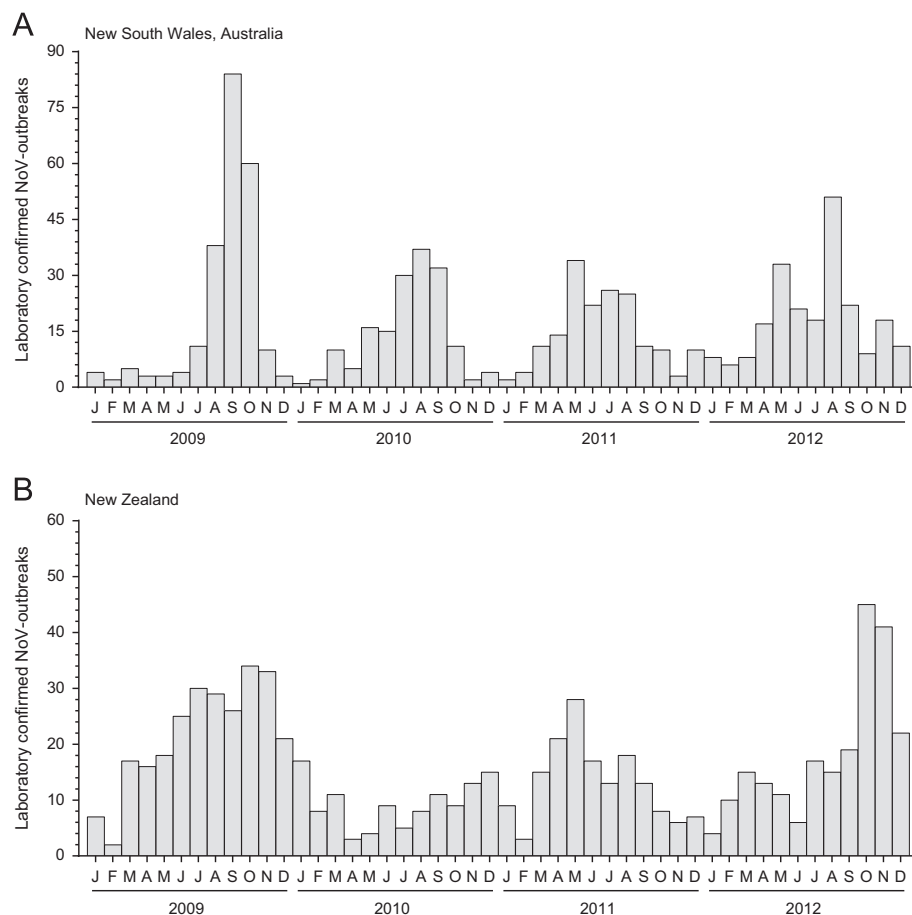 A
New South Wales, Australia
Laboratory confirmed NoV-outbreaks
90
75
60
45
30
15
0
J F M A M J J A S O N D J F M A M J J A S O N D J F M A M J J A S O N D J F M A M J J A S O N D
2009 2010 2011 2012
B
New Zealand
Laboratory confirmed NoV-outbreaks
60
50
40
30
20
10
0
J F M A M J J A S O N D J F M A M J J A S O N D J F M A M J J A S O N D J F M A M J J A S O N D
2009 2010 2011 2012